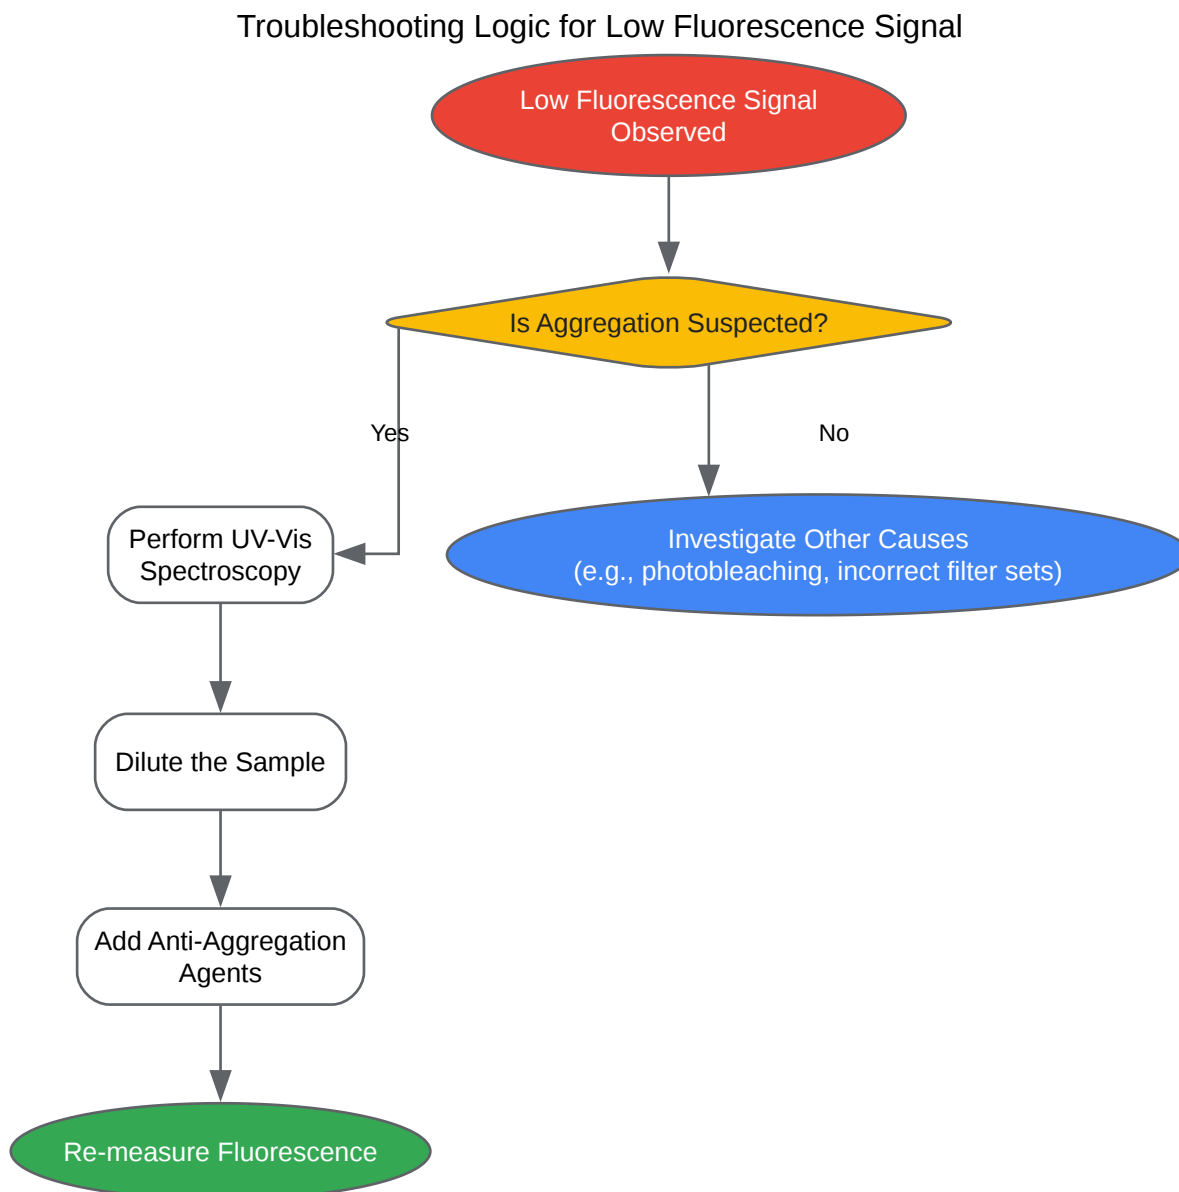 Troubleshooting Logic for Low Fluorescence Signal
Low Fluorescence Signal
Observed
Is Aggregation Suspected?
Yes
No
Perform UV-Vis
Spectroscopy
Investigate Other Causes
(e.g., photobleaching, incorrect filter sets)
Dilute the Sample
Add Anti-Aggregation
Agents
Re-measure Fluorescence